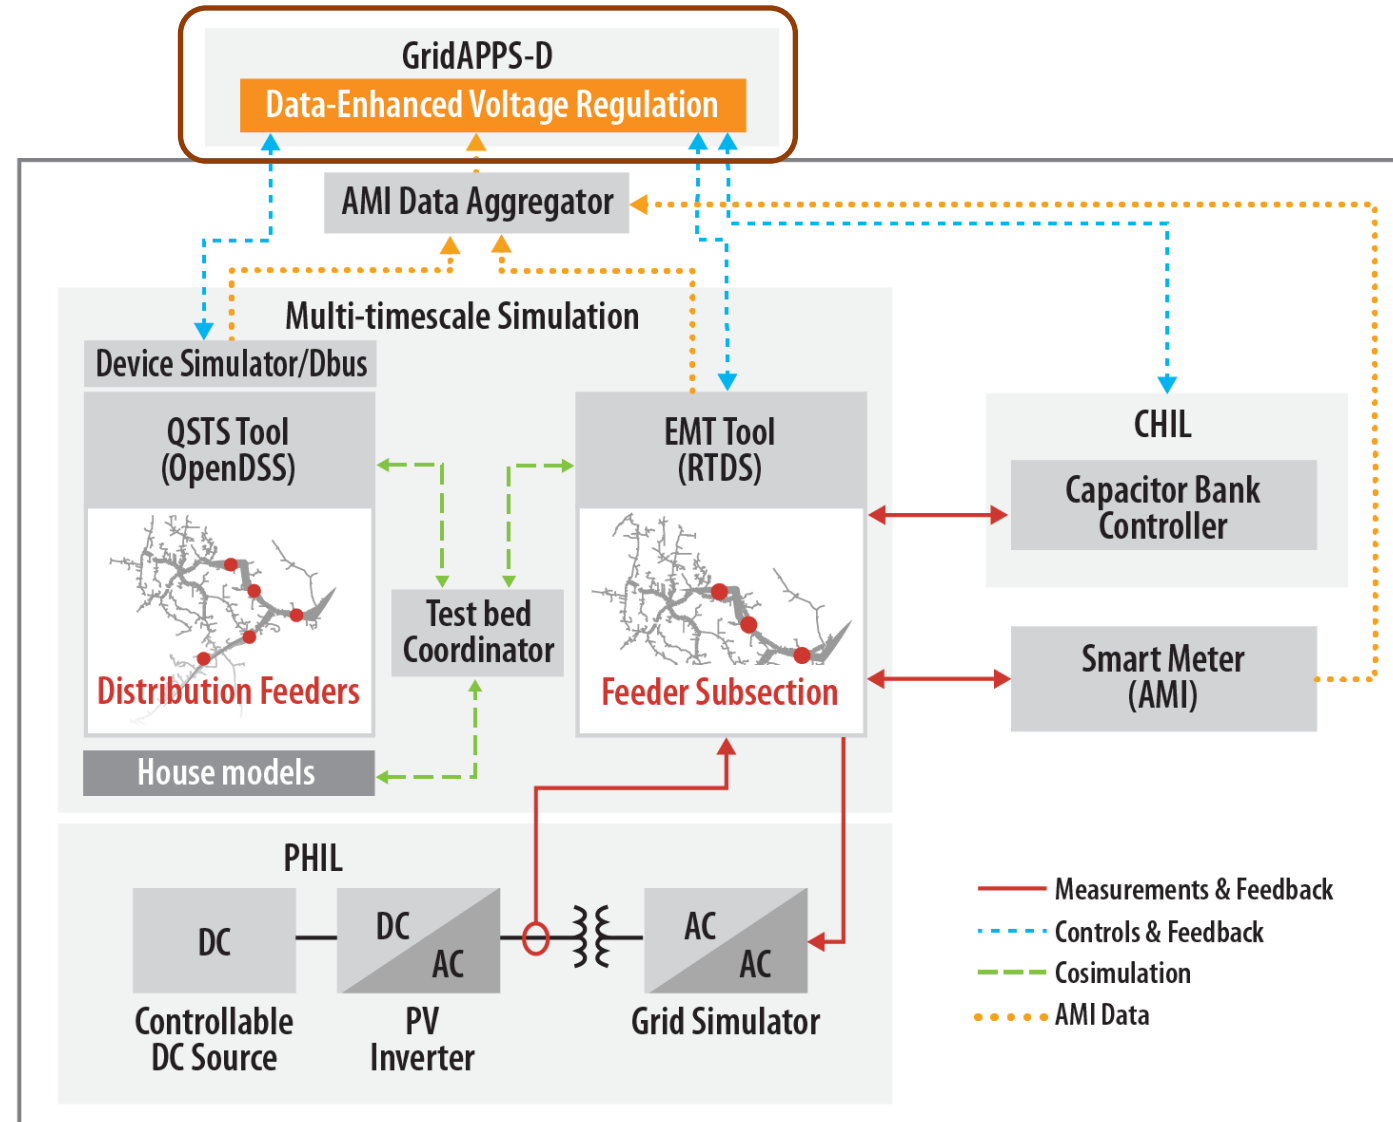 GridAPPS-D
Data-Enhanced Voltage Regulation
AMI Data Aggregator
Multi-timescale Simulation
Device Simulator/Dbus
QSTS Tool
(OpenDSS)
Distribution Feeders
House models
Test bed
Coordinator
EMT Tool
(RTDS)
Feeder Subsection
CHIL
Capacitor Bank
Controller
Smart Meter
(AMI)
PHIL
DC
Controllable
DC Source
DC
AC
PV
Inverter
AC
AC
Grid Simulator
Measurements & Feedback
Controls & Feedback
Cosimulation
AMI Data